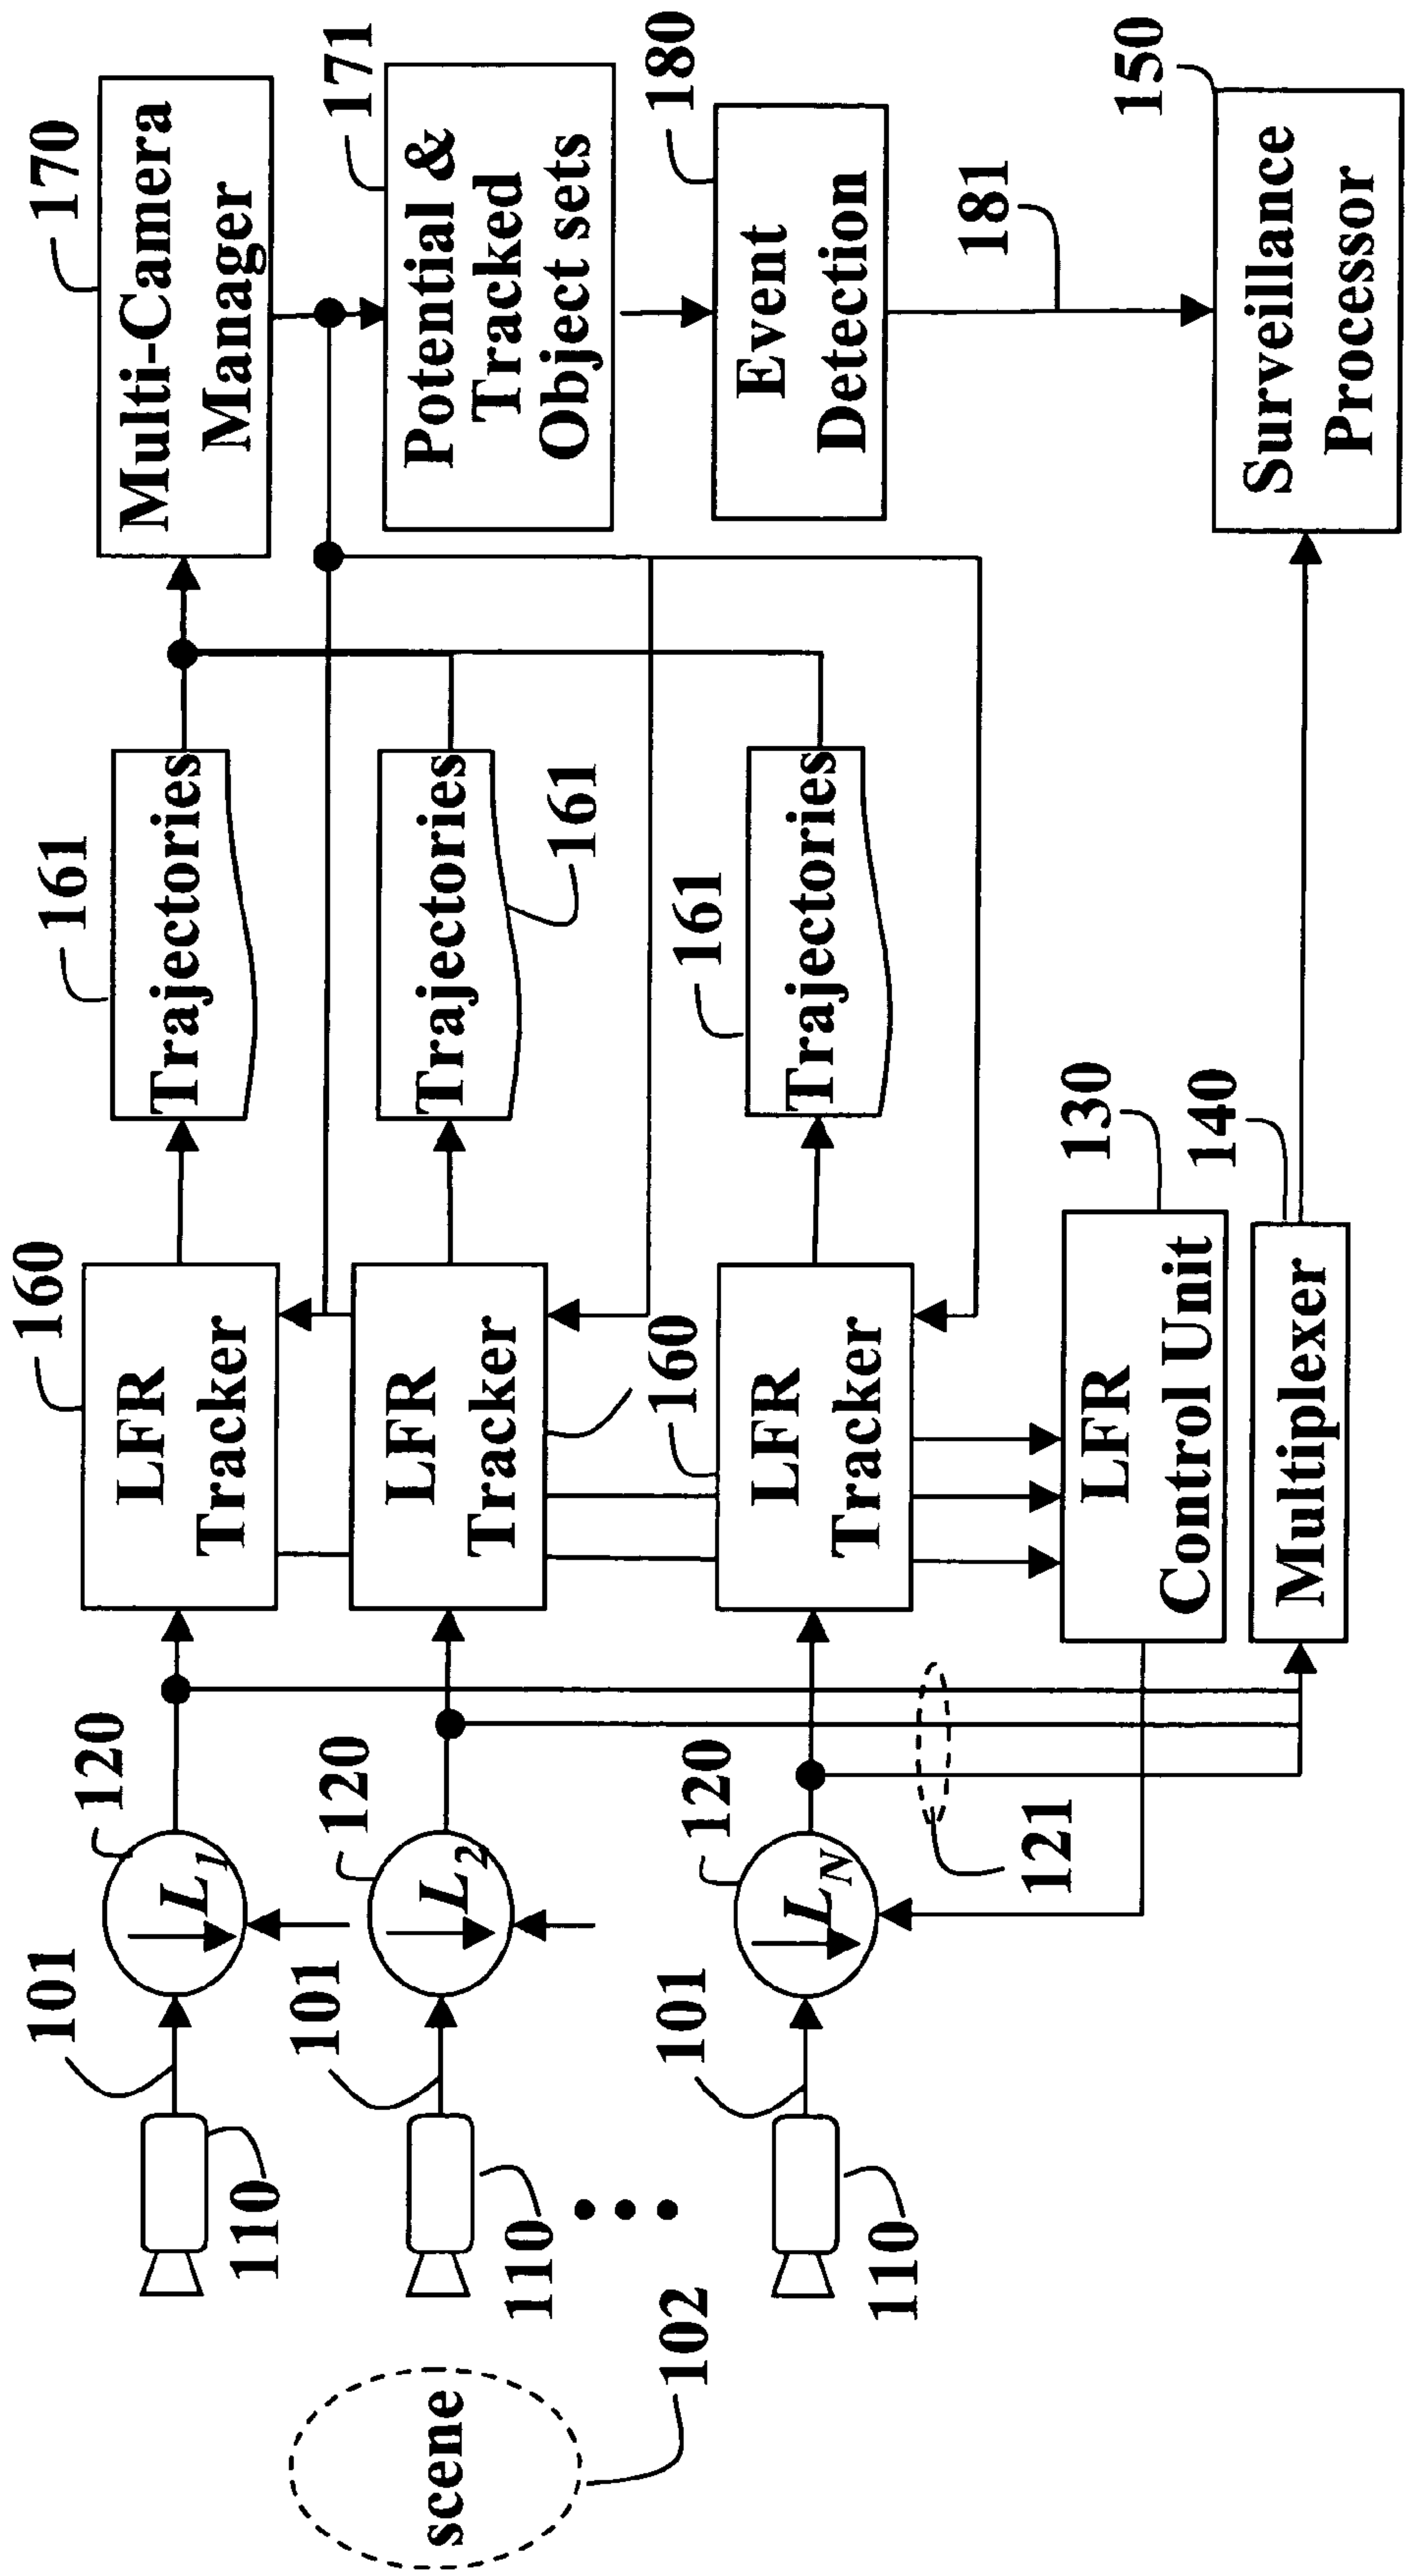 170
Multi-Camera
Manager
171
Potential &
Tracked
Object sets
180
Event
Detection
181
150
Surveillance
Processor
161
Trajectories
Trajectories
161
161
Trajectories
160
LFR
Tracker
LFR
Tracker
160
LFR
Tracker
130
LFR
Control Unit
140
Multiplexer
120
L1
120
L2
120
LN
121
101
101
101
110
110
110
scene
102